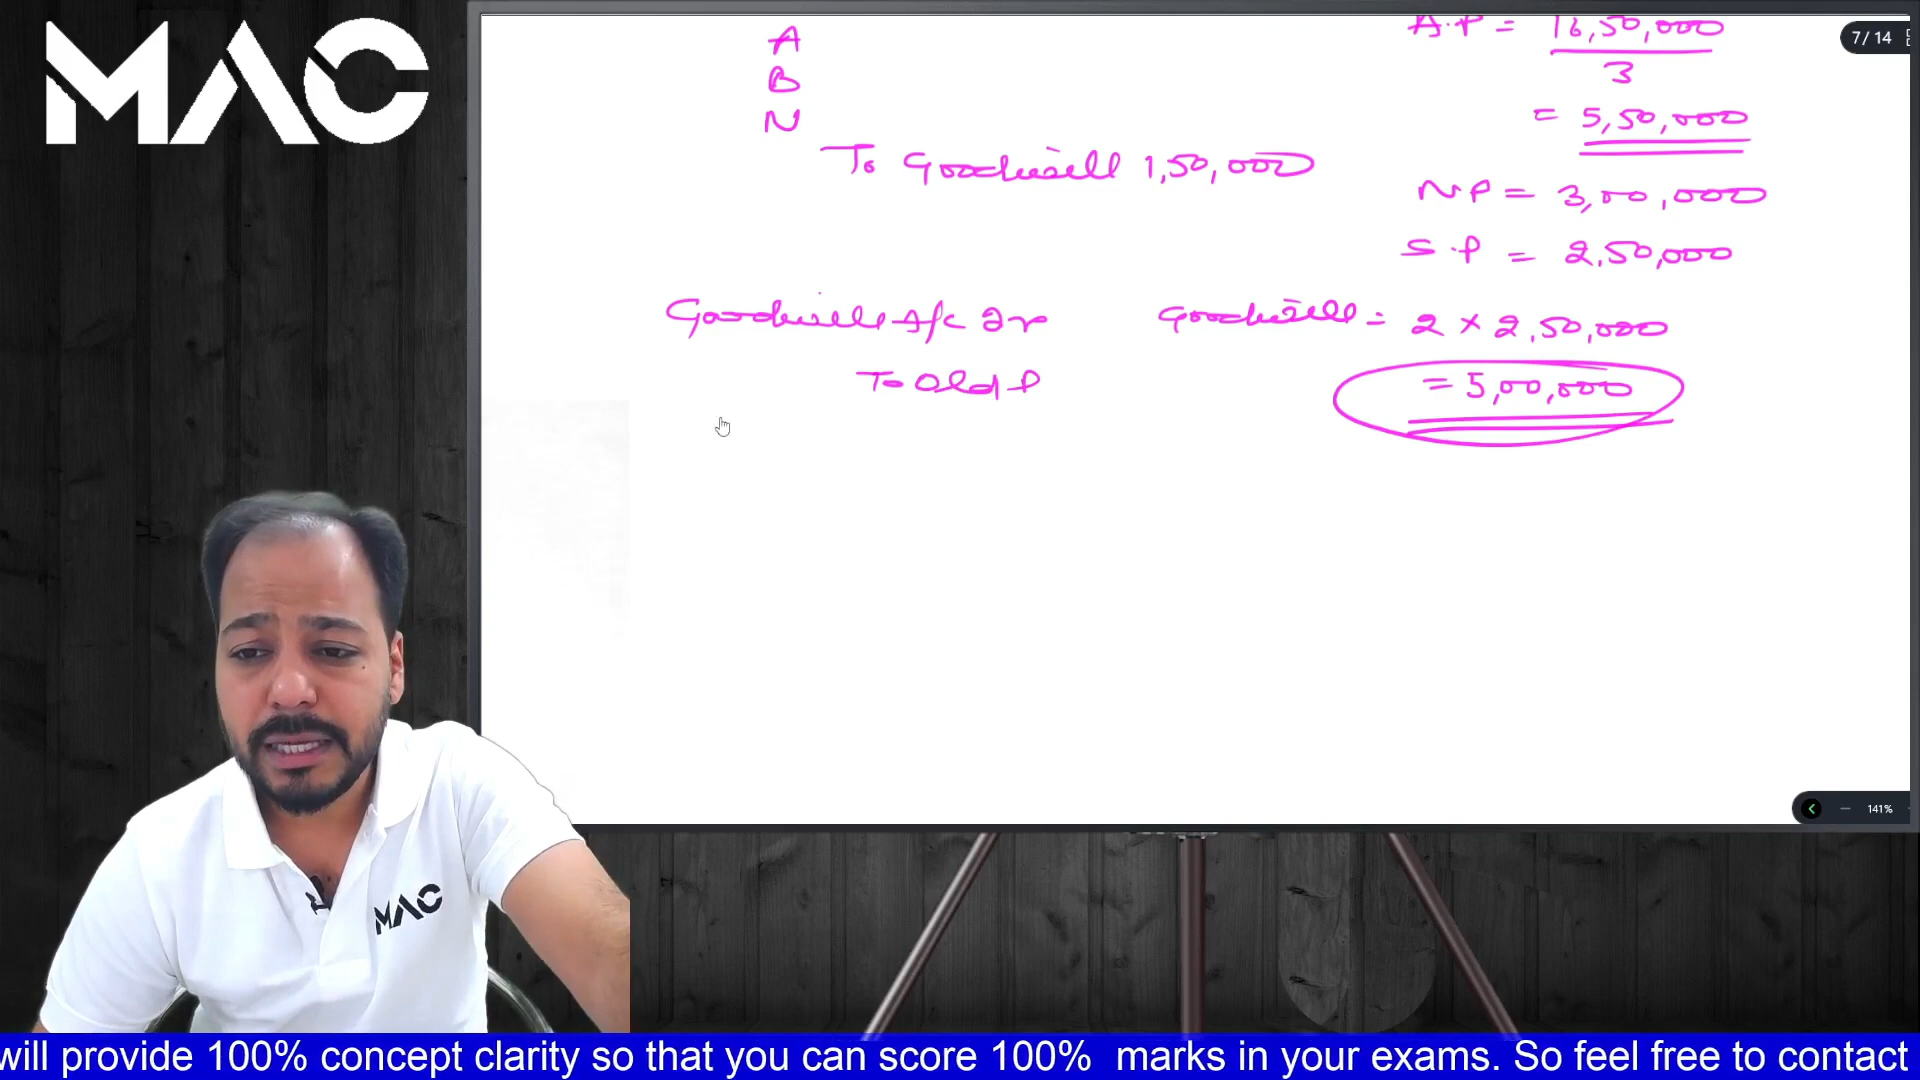 MAC
A
B
N
To Goodwill 1,50,000
A.P = 16,50,000
3
= 5,50,000
N P = 3,00,000
S.P = 2,50,000
Goodwill A/c Dr
To Old P
Goodwill = 2 × 2,50,000
= 5,00,000
7/14
141%
MAC
will provide 100% concept clarity so that you can score 100% marks in your exams. So feel free to contact